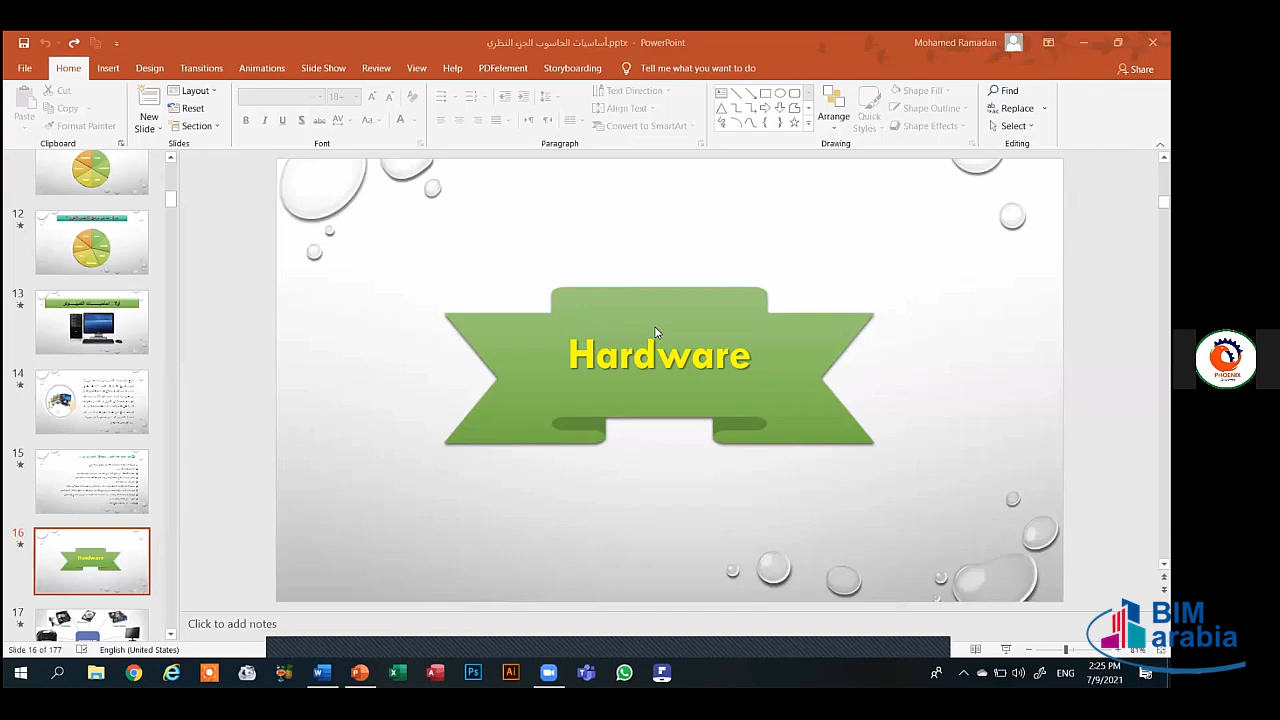 أساسيات الحاسوب الجزء النظري.pptx - PowerPoint
Mohamed Ramadan
File Home Insert Design Transitions Animations Slide Show Review View Help PDFelement Storyboarding Tell me what you want to do
Share
Paste
Cut
Copy
Format Painter
Clipboard
New Slide
Layout
Reset
Section
Slides
18+
Font
Text Direction
Align Text
Convert to SmartArt
Paragraph
Arrange
Quick Styles
Shape Fill
Shape Outline
Shape Effects
Drawing
Find
Replace
Select
Editing
12
13
14
15
16
Hardware
17
Hardware
PHOENIX
Click to add notes
Slide 16 of 177
English (United States)
81%
BIM
arabia
ENG
2:25 PM
7/9/2021